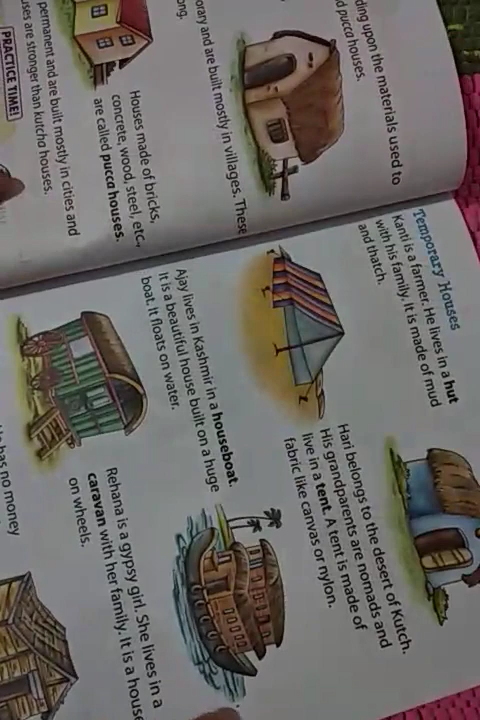 ding upon the materials used to
d pucca houses.
orary and are built mostly in villages. These
ong.
Houses made of bricks,
concrete, wood, steel, etc.,
are called pucca houses.
permanent and are built mostly in cities and
uses are stronger than kutcha houses.
PRACTICE TIME!
Temporary Houses
Kanti is a farmer. He lives in a hut
with his family. It is made of mud
and thatch.
Hari belongs to the desert of Kutch.
His grandparents are nomads and
live in a tent. A tent is made of
fabric like canvas or nylon.
Ajay lives in Kashmir in a houseboat.
It is a beautiful house built on a huge
boat. It floats on water.
Rehana is a gypsy girl. She lives in a
caravan with her family. It is a house
on wheels.
has no money